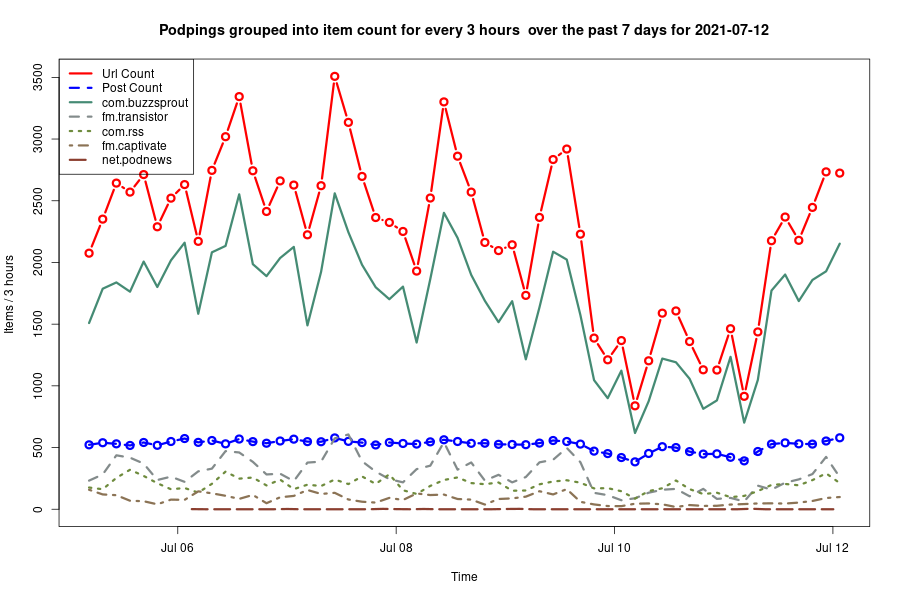 Podpings grouped into item count for every 3 hours  over the past 7 days for 2021-07-12
Url Count
Post Count
com.buzzsprout
fm.transistor
com.rss
fm.captivate
net.podnews
Items / 3 hours
3500
3000
2500
2000
1500
1000
500
0
Jul 06
Jul 08
Jul 10
Jul 12
Time